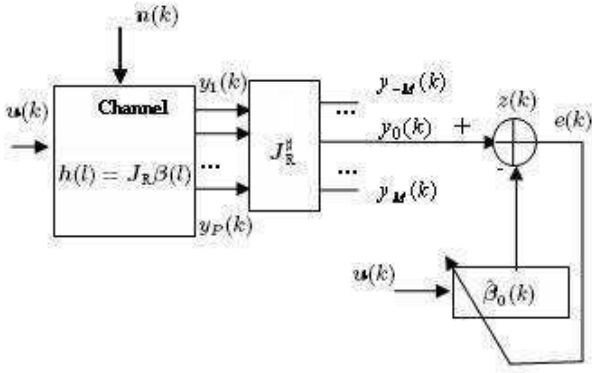 n(k)
u(k)
Channel
h(l) = J_R β(l)
y_1(k)
...
y_P(k)
J_R^‡
y_{-M}(k)
...
y_0(k)
...
y_M(k)
+
z(k)
e(k)
-
u(k)
β̂_0(k)